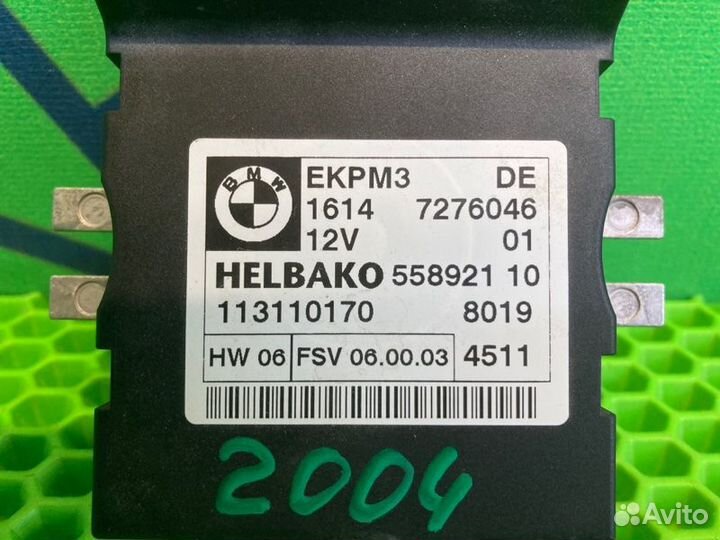 BMW
EKPM3 DE
1614 7276046
12V 01
HELBAKO 558921 10
113110170 8019
HW 06 FSV 06.00.03 4511
2004
Avito